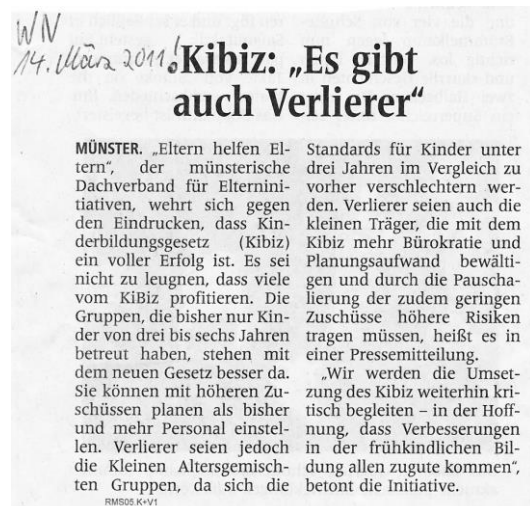 WN
14. März 2011!
Kibiz: „Es gibt
auch Verlierer“
MÜNSTER. „Eltern helfen El-
tern“, der münsterische
Dachverband für Elternini-
tiativen, wehrt sich gegen
den Eindrucken, dass Kin-
derbildungsgesetz (Kibiz)
ein voller Erfolg ist. Es sei
nicht zu leugnen, dass viele
vom KiBiz profitieren. Die
Gruppen, die bisher nur Kin-
der von drei bis sechs Jahren
betreut haben, stehen mit
dem neuen Gesetz besser da.
Sie können mit höheren Zu-
schüssen planen als bisher
und mehr Personal einstel-
len. Verlierer seien jedoch
die Kleinen Altersgemisch-
ten Gruppen, da sich die
Standards für Kinder unter
drei Jahren im Vergleich zu
vorher verschlechtern wer-
den. Verlierer seien auch die
kleinen Träger, die mit dem
Kibiz mehr Bürokratie und
Planungsaufwand bewälti-
gen und durch die Pauscha-
lierung der zudem geringen
Zuschüsse höhere Risiken
tragen müssen, heißt es in
einer Pressemitteilung.
„Wir werden die Umset-
zung des Kibiz weiterhin kri-
tisch begleiten – in der Hoff-
nung, dass Verbesserungen
in der frühkindlichen Bil-
dung allen zugute kommen“,
betont die Initiative.
RMS05.K+V1